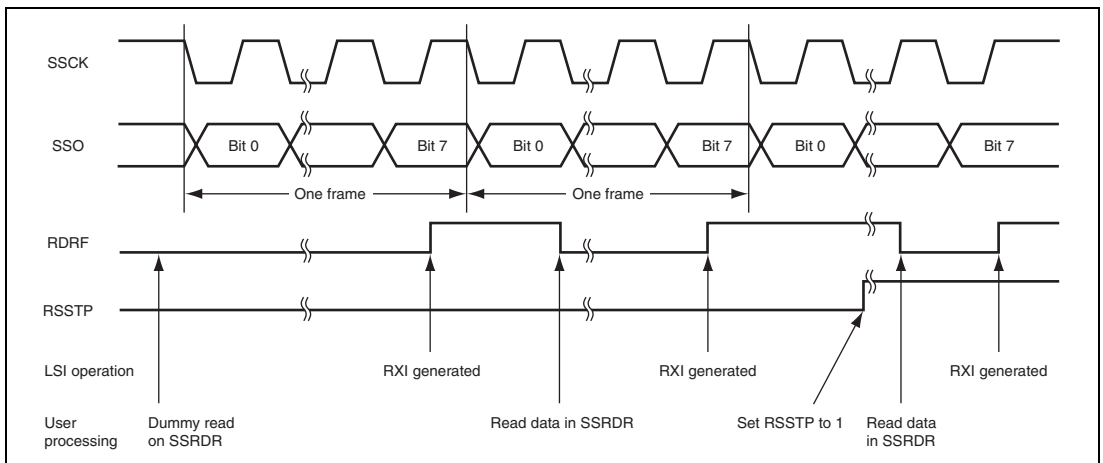 SSCK
SSO
Bit 0
Bit 7
Bit 0
Bit 7
Bit 0
Bit 7
One frame
One frame
RDRF
RSSTP
LSI operation
RXI generated
RXI generated
RXI generated
User
processing
Dummy read
on SSRDR
Read data in SSRDR
Set RSSTP to 1
Read data
in SSRDR